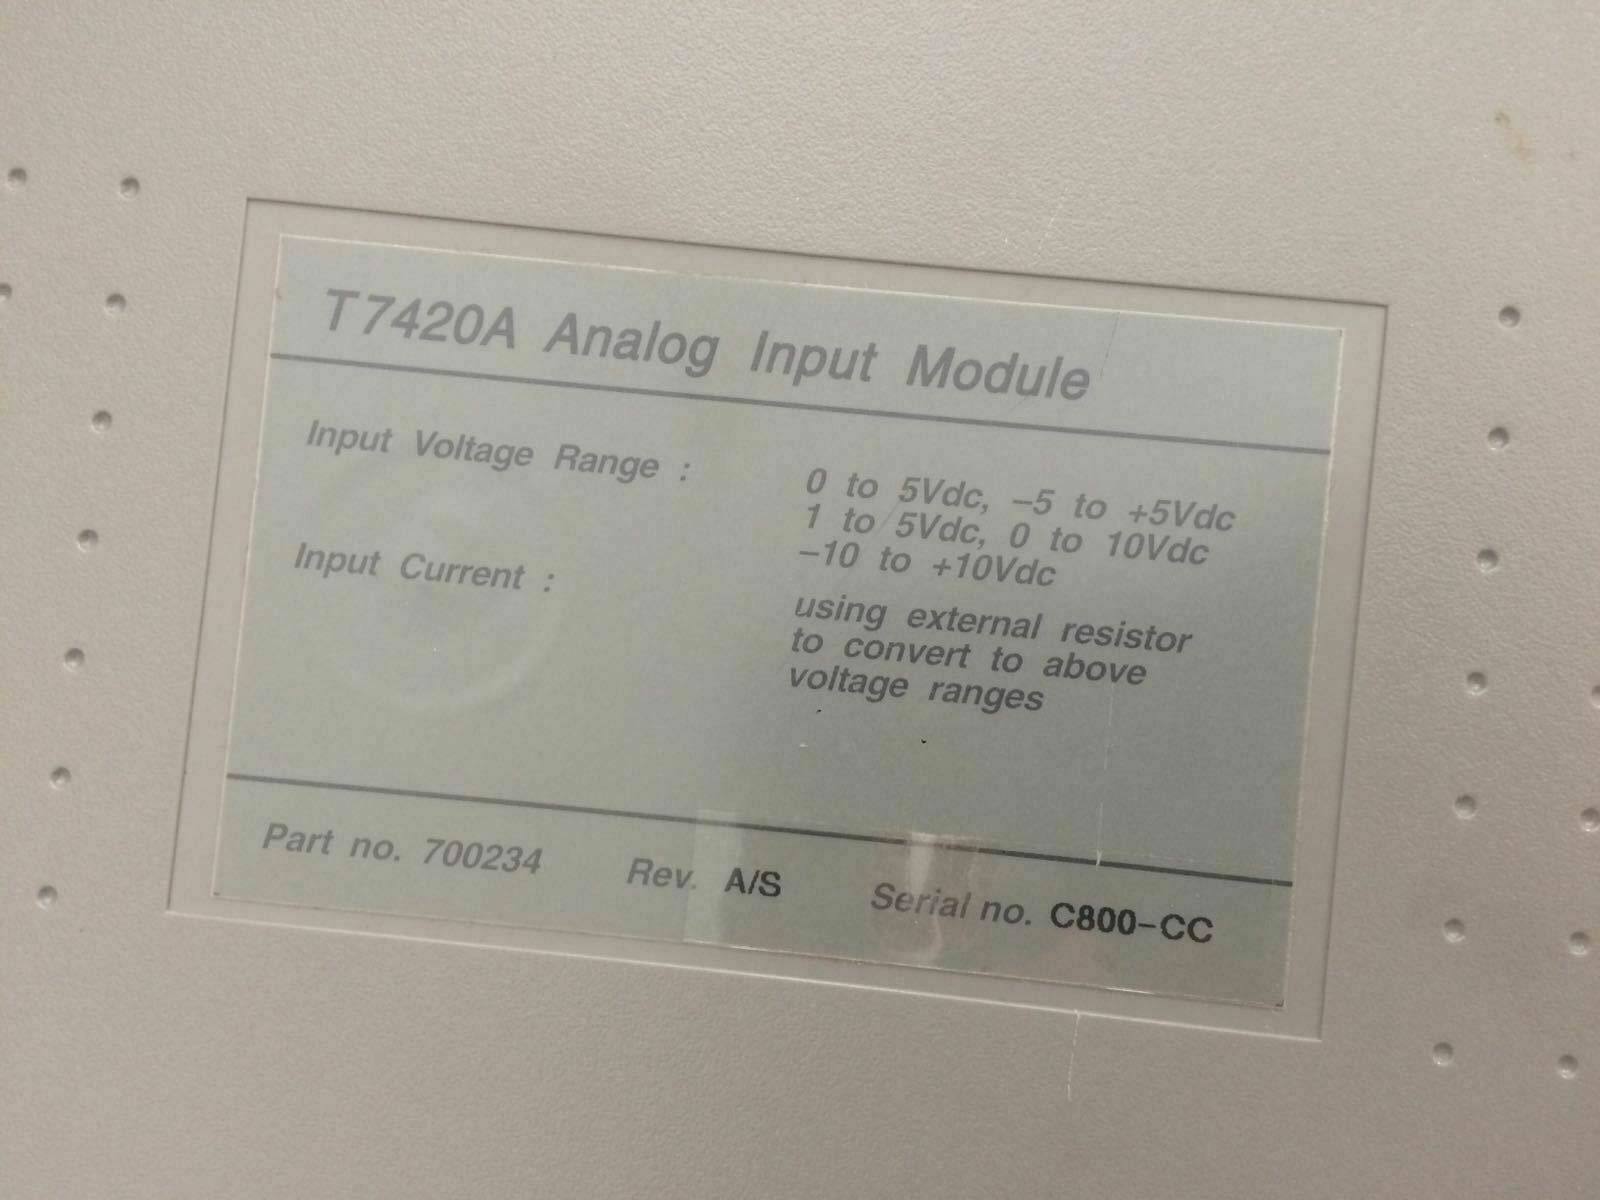 T7420A Analog Input Module
Input Voltage Range : 0 to 5Vdc, –5 to +5Vdc
1 to 5Vdc, 0 to 10Vdc
–10 to +10Vdc
Input Current : using external resistor
to convert to above
voltage ranges
Part no. 700234 Rev. A/S Serial no. C800–CC